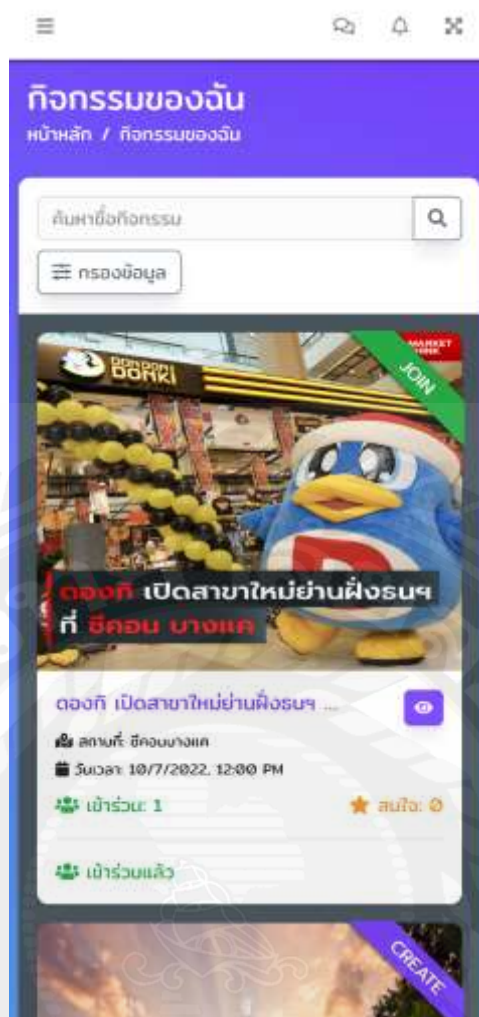 กิจกรรมของฉัน
หน้าหลัก / กิจกรรมของฉัน
ค้นหาชื่อกิจกรรม
กรองข้อมูล
DON DON
DONKI
MARKET
JOIN
ดองกิ เปิดสาขาใหม่ย่านฝั่งธนฯ
ที่ ซีคอน บางแค
ดองกิ เปิดสาขาใหม่ย่านฝั่งธนฯ ...
สถานที่: ซีคอนบางแค
วันเวลา: 10/7/2022, 12:00 PM
เข้าร่วม: 1
สนใจ: 0
เข้าร่วมแล้ว
CREATE